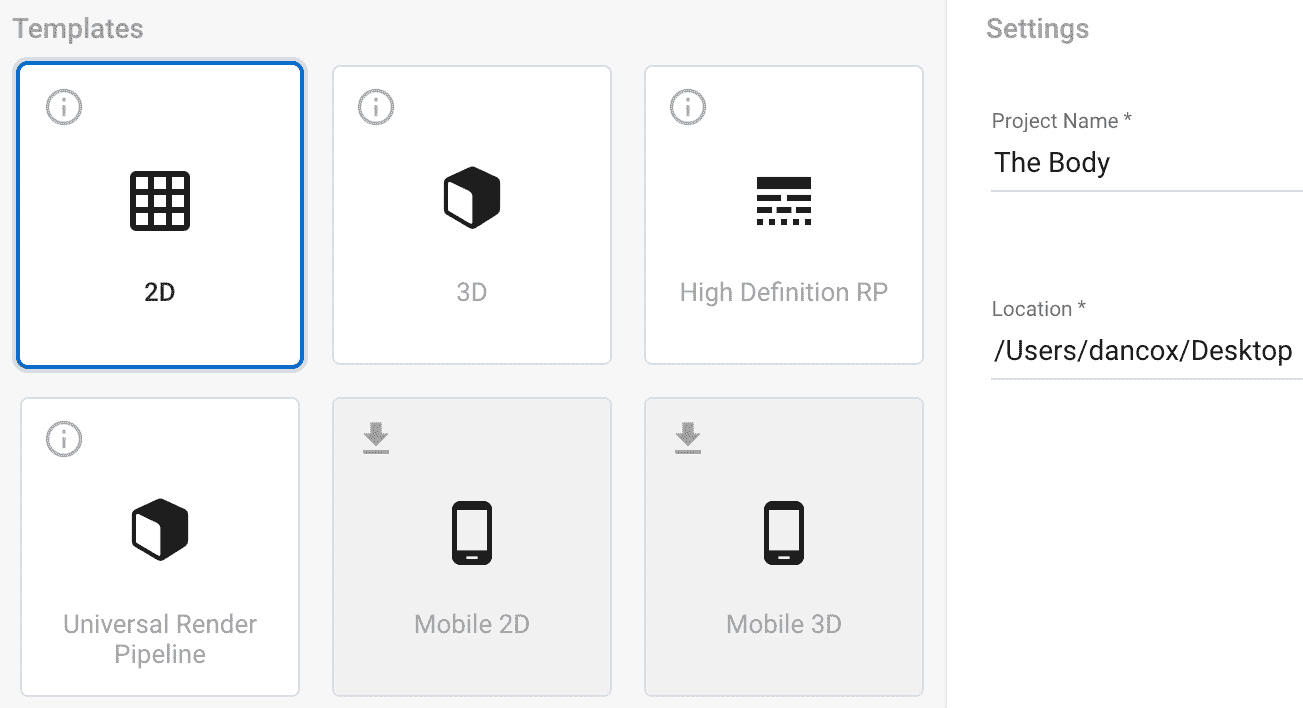 Templates
2D
3D
High Definition RP
Universal Render
Pipeline
Mobile 2D
Mobile 3D
Settings
Project Name *
The Body
Location *
/Users/dancox/Desktop